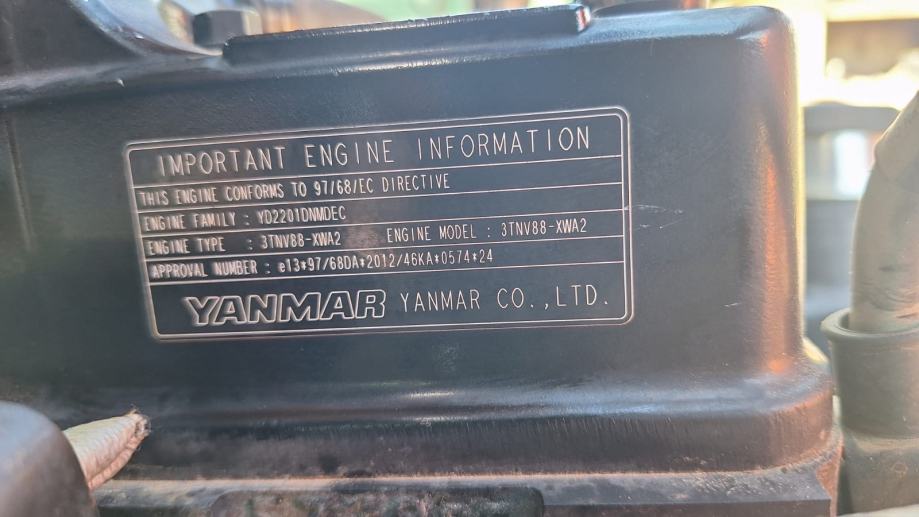 IMPORTANT ENGINE INFORMATION
THIS ENGINE CONFORMS TO 97/68/EC DIRECTIVE
ENGINE FAMILY : YD2201DNMDEC
ENGINE TYPE : 3TNV88-XWA2 ENGINE MODEL : 3TNV88-XWA2
APPROVAL NUMBER : e13*97/68DA*2012/46KA*0574*24
YANMAR YANMAR CO.,LTD.